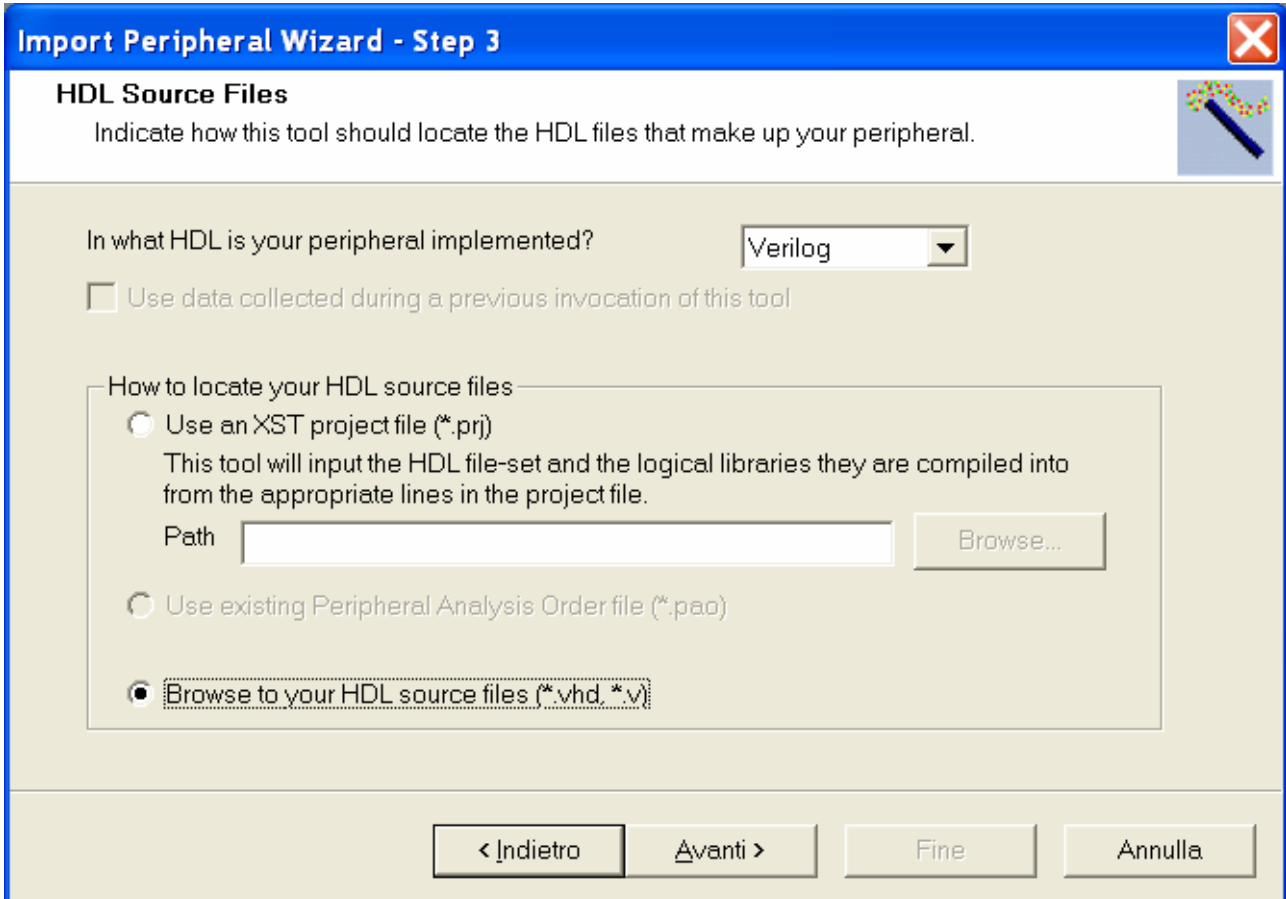 Import Peripheral Wizard - Step 3
HDL Source Files
Indicate how this tool should locate the HDL files that make up your peripheral.
In what HDL is your peripheral implemented?
Verilog
Use data collected during a previous invocation of this tool
How to locate your HDL source files
Use an XST project file (*.prj)
This tool will input the HDL file-set and the logical libraries they are compiled into
from the appropriate lines in the project file.
Path
Browse...
Use existing Peripheral Analysis Order file (*.pao)
Browse to your HDL source files (*.vhd, *.v)
< Indietro
Avanti >
Fine
Annulla